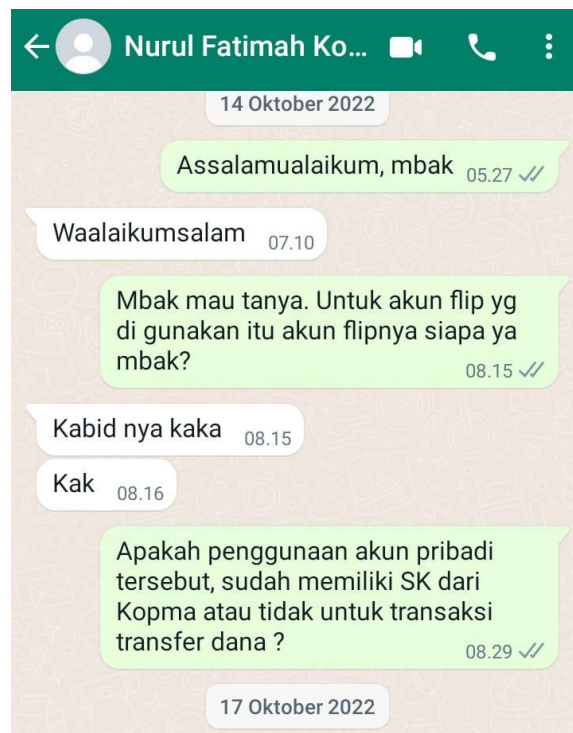 Nurul Fatimah Ko...
14 Oktober 2022
Assalamualaikum, mbak 05.27
Waalaikumsalam 07.10
Mbak mau tanya. Untuk akun flip yg
di gunakan itu akun flipnya siapa ya
mbak? 08.15
Kabid nya kaka 08.15
Kak 08.16
Apakah penggunaan akun pribadi
tersebut, sudah memiliki SK dari
Kopma atau tidak untuk transaksi
transfer dana ? 08.29
17 Oktober 2022